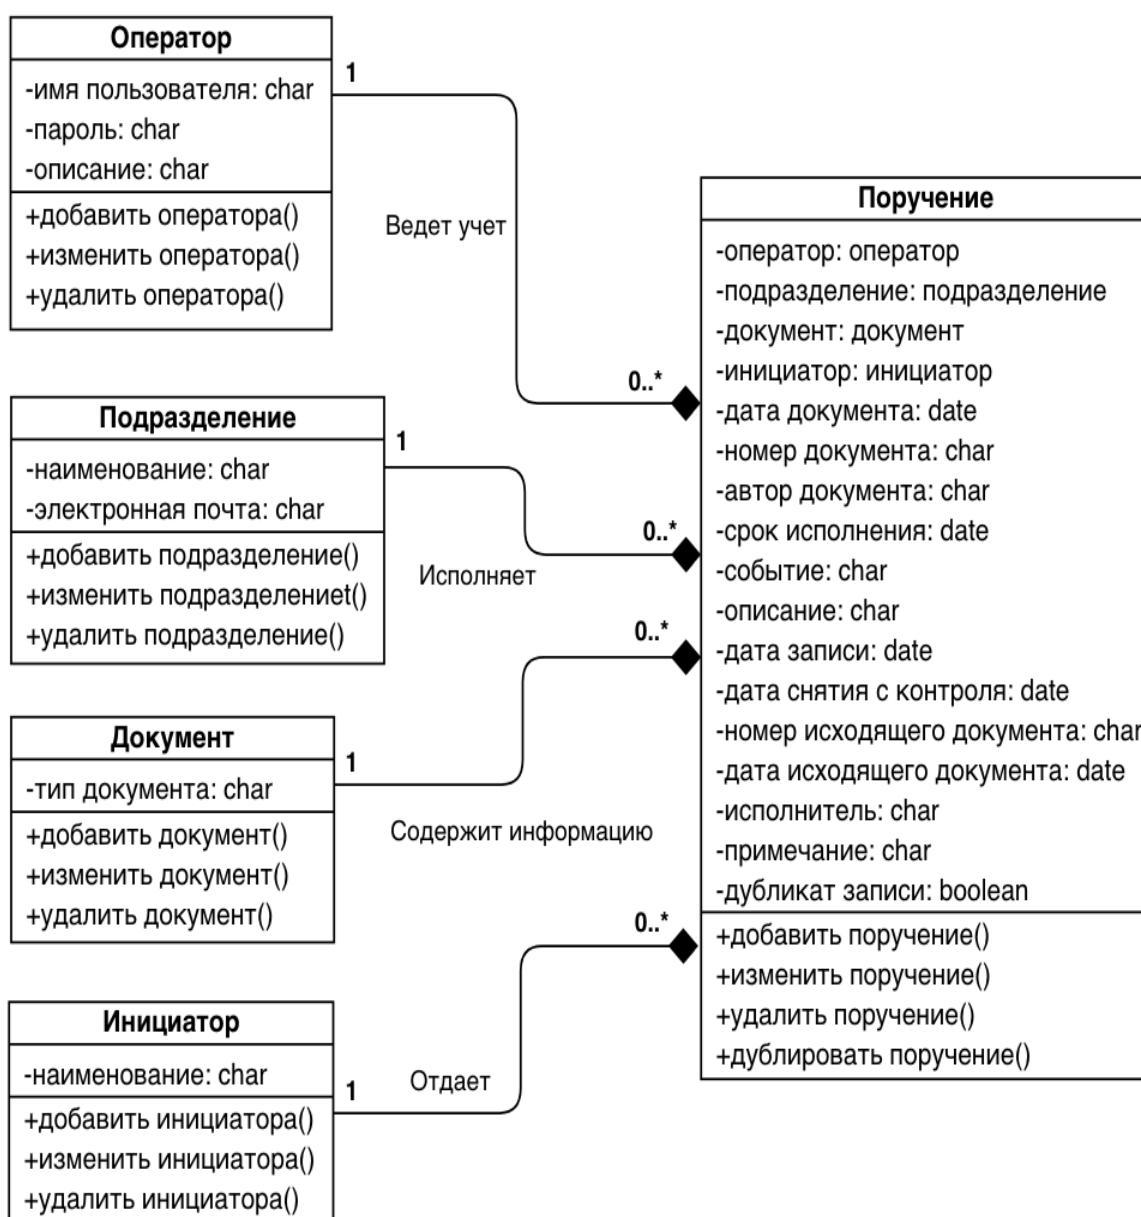 Оператор
-имя пользователя: char
-пароль: char
-описание: char
+добавить оператора()
+изменить оператора()
+удалить оператора()
1
Ведет учет
0..*
Подразделение
-наименование: char
-электронная почта: char
+добавить подразделение()
+изменить подразделениеt()
+удалить подразделение()
1
Исполняет
0..*
Документ
-тип документа: char
+добавить документ()
+изменить документ()
+удалить документ()
1
Содержит информацию
0..*
Инициатор
-наименование: char
+добавить инициатора()
+изменить инициатора()
+удалить инициатора()
1
Отдает
0..*
Поручение
-оператор: оператор
-подразделение: подразделение
-документ: документ
-инициатор: инициатор
-дата документа: date
-номер документа: char
-автор документа: char
-срок исполнения: date
-событие: char
-описание: char
-дата записи: date
-дата снятия с контроля: date
-номер исходящего документа: char
-дата исходящего документа: date
-исполнитель: char
-примечание: char
-дубликат записи: boolean
+добавить поручение()
+изменить поручение()
+удалить поручение()
+дублировать поручение()